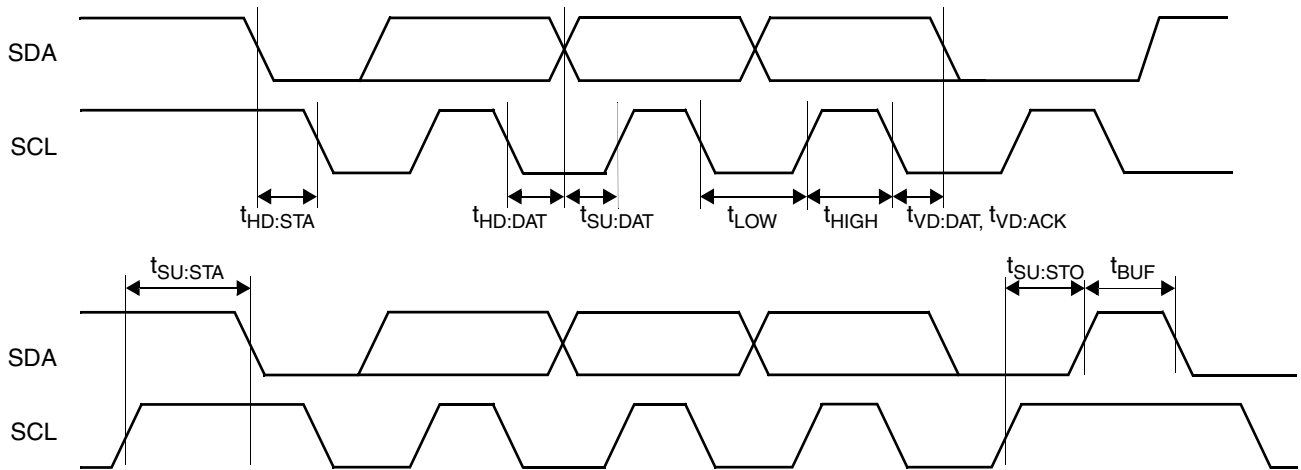 SDA
SCL
tHD:STA tHD:DAT tSU:DAT tLOW tHIGH tVD:DAT, tVD:ACK
tSU:STA tSU:STO tBUF
SDA
SCL